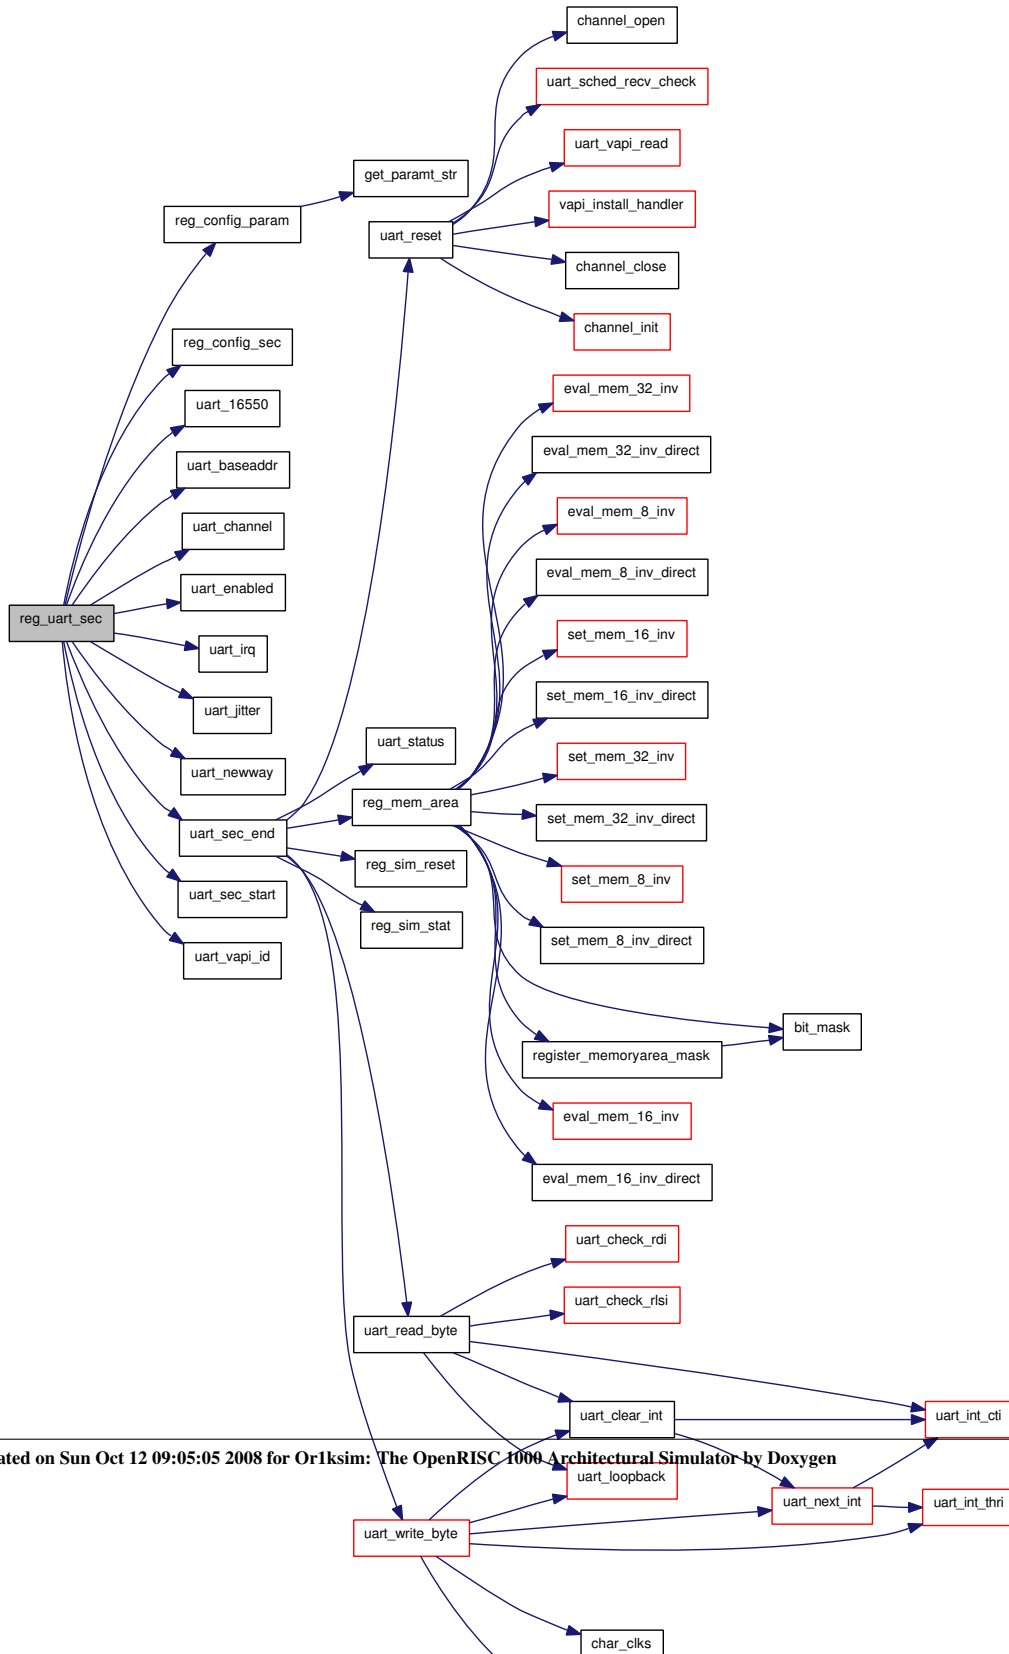 channel_open
uart_sched_recv_check
uart_vapi_read
get_paramt_str
vapi_install_handler
reg_config_param
uart_reset
channel_close
channel_init
reg_config_sec
eval_mem_32_inv
uart_16550
eval_mem_32_inv_direct
uart_baseaddr
eval_mem_8_inv
uart_channel
eval_mem_8_inv_direct
uart_enabled
reg_uart_sec
set_mem_16_inv
uart_irq
set_mem_16_inv_direct
uart_jitter
uart_status
set_mem_32_inv
uart_newway
reg_mem_area
set_mem_32_inv_direct
uart_sec_end
reg_sim_reset
set_mem_8_inv
uart_sec_start
reg_sim_stat
set_mem_8_inv_direct
uart_vapi_id
bit_mask
register_memoryarea_mask
eval_mem_16_inv
eval_mem_16_inv_direct
uart_check_rdi
uart_check_rlsi
uart_read_byte
uart_clear_int
uart_int_cti
ated on Sun Oct 12 09:05:05 2008 for Or1ksim: The OpenRISC 1000 Architectural Simulator by Doxygen
uart_loopback
uart_next_int
uart_int_thri
uart_write_byte
char_clks